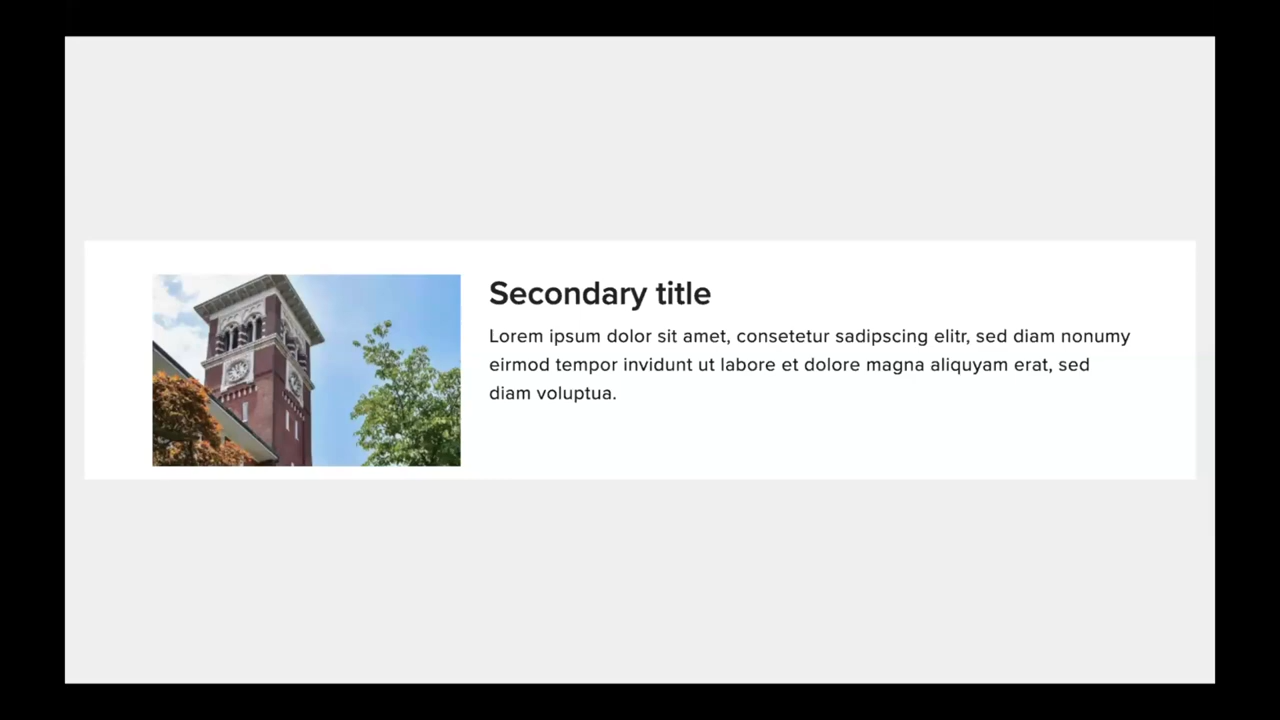 Secondary title
Lorem ipsum dolor sit amet, consetetur sadipscing elitr, sed diam nonumy
eirmod tempor invidunt ut labore et dolore magna aliquyam erat, sed
diam voluptua.